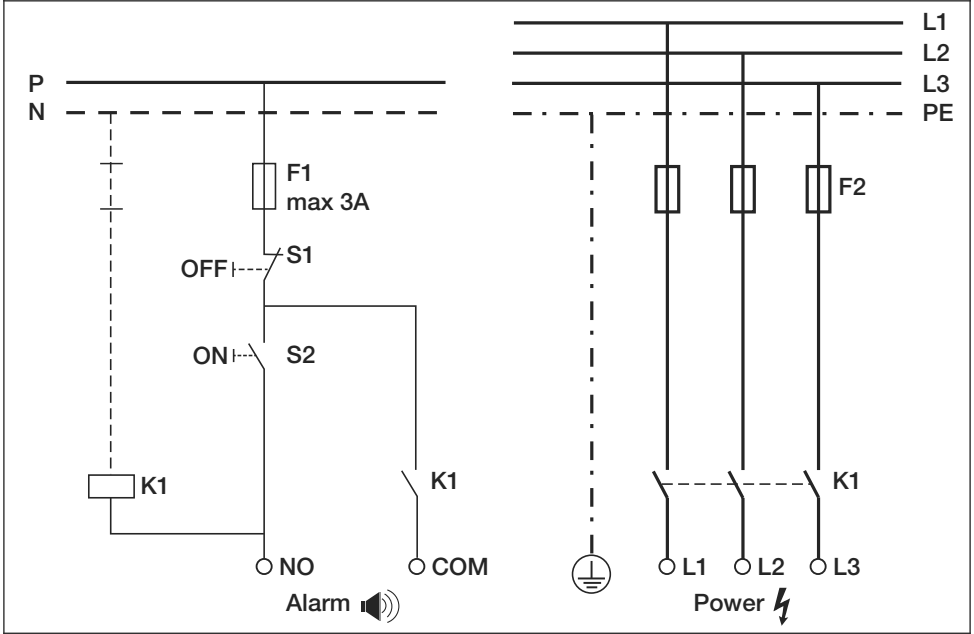 P
N
F1
max 3A
S1
OFF
ON
S2
K1
K1
NO
COM
Alarm
L1
L2
L3
PE
F2
K1
L1
L2
L3
Power